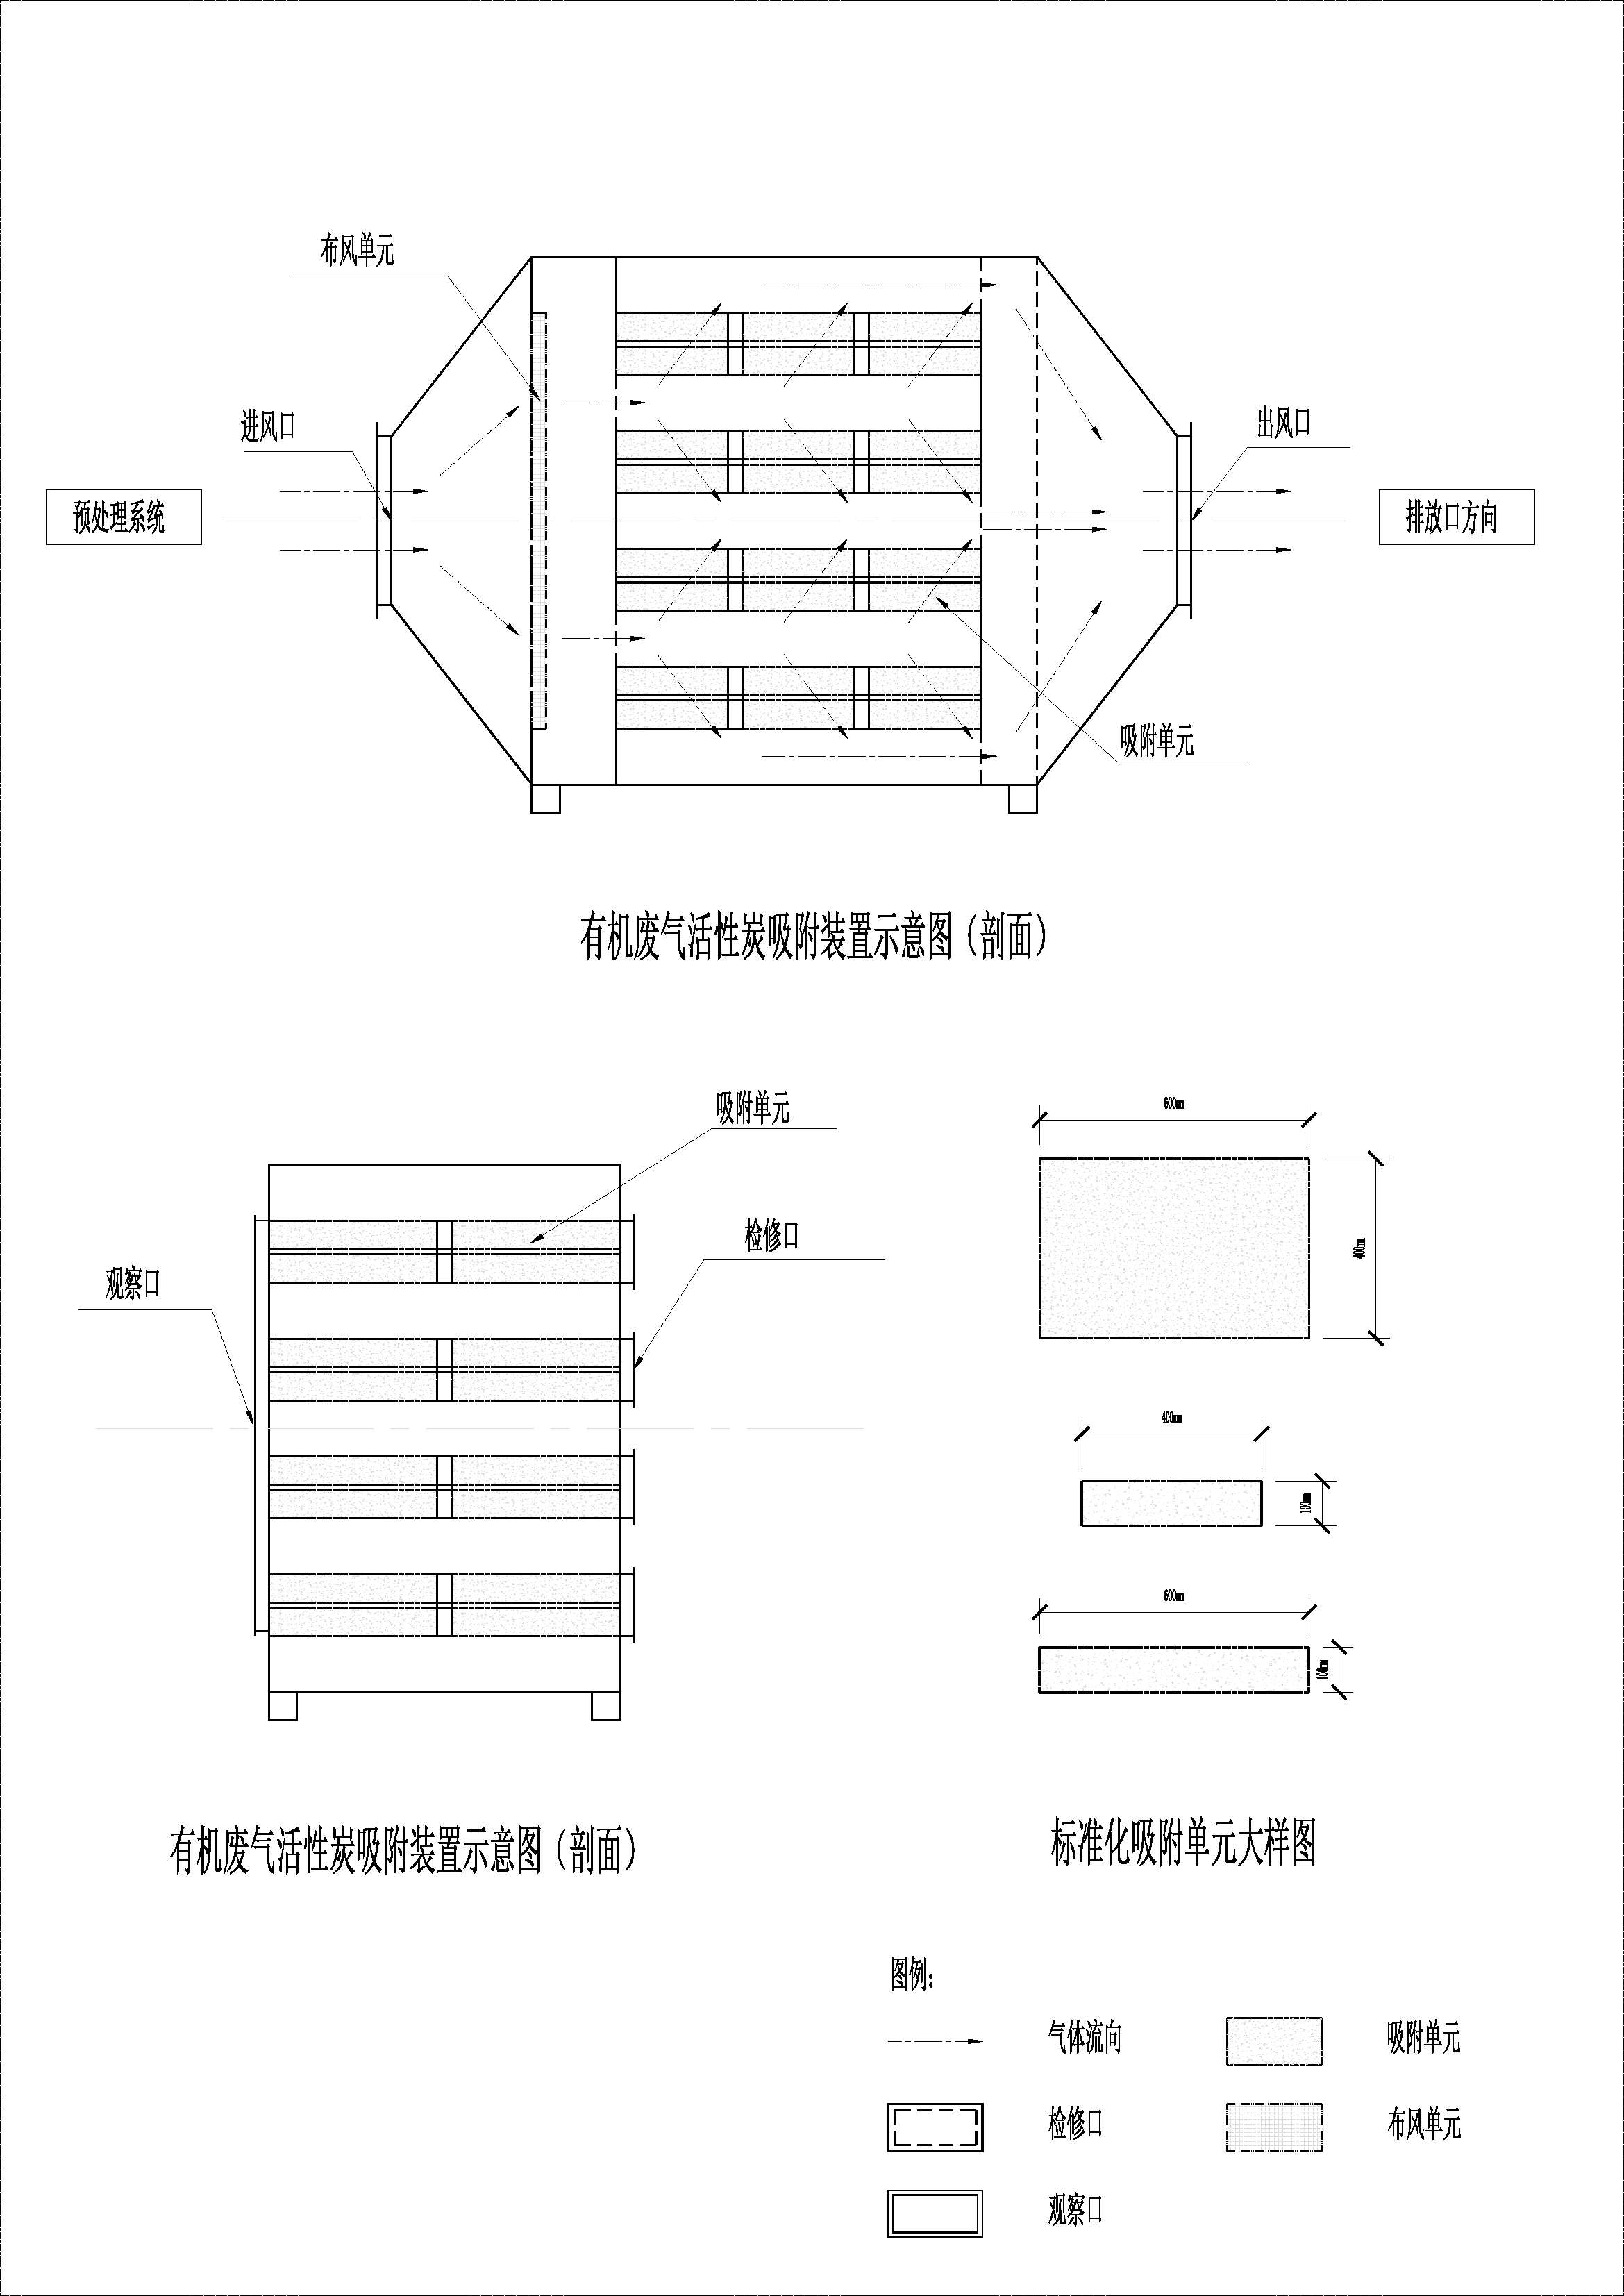 布风单元
进风口
出风口
预处理系统
排放口方向
吸附单元
有机废气活性炭吸附装置示意图（剖面）
吸附单元
检修口
观察口
600mm
400mm
400mm
100mm
600mm
100mm
有机废气活性炭吸附装置示意图（剖面）
标准化吸附单元大样图
图例：
气体流向
吸附单元
检修口
布风单元
观察口